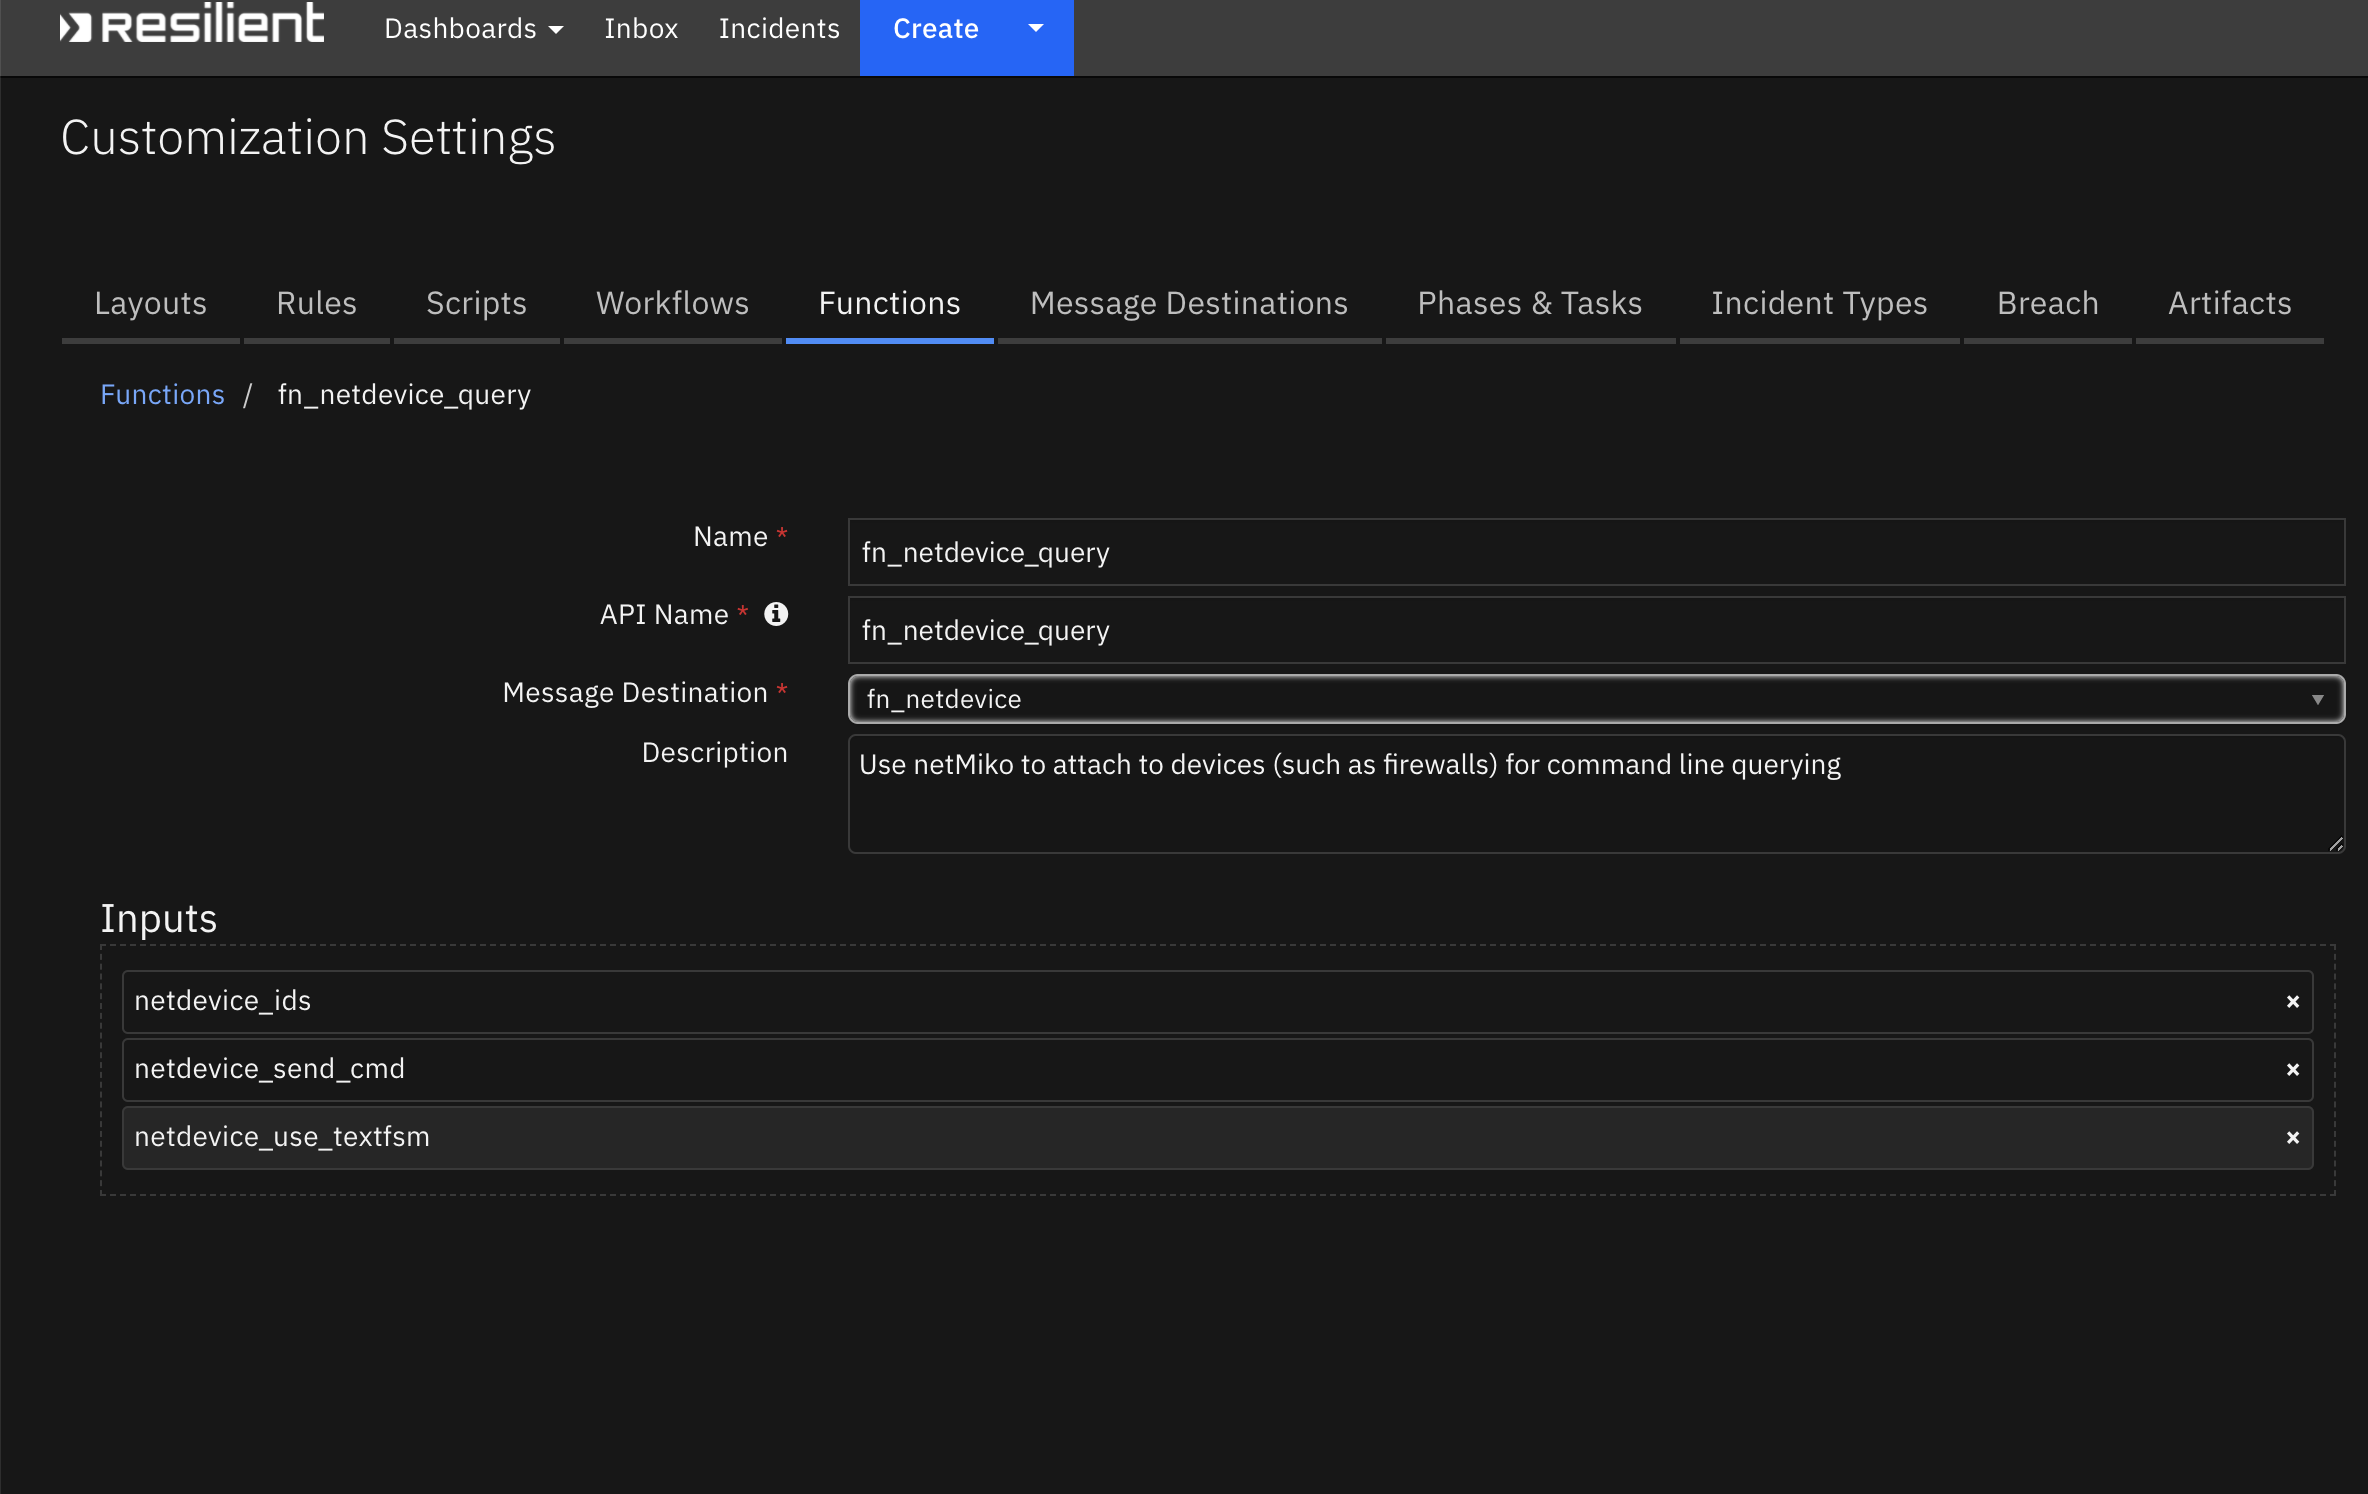 Resilient Dashboards Inbox Incidents Create
Customization Settings
Layouts Rules Scripts Workflows Functions Message Destinations Phases & Tasks Incident Types Breach Artifacts
Functions / fn_netdevice_query
Name * fn_netdevice_query
API Name * fn_netdevice_query
Message Destination * fn_netdevice
Description Use netMiko to attach to devices (such as firewalls) for command line querying
Inputs
netdevice_ids
netdevice_send_cmd
netdevice_use_textfsm